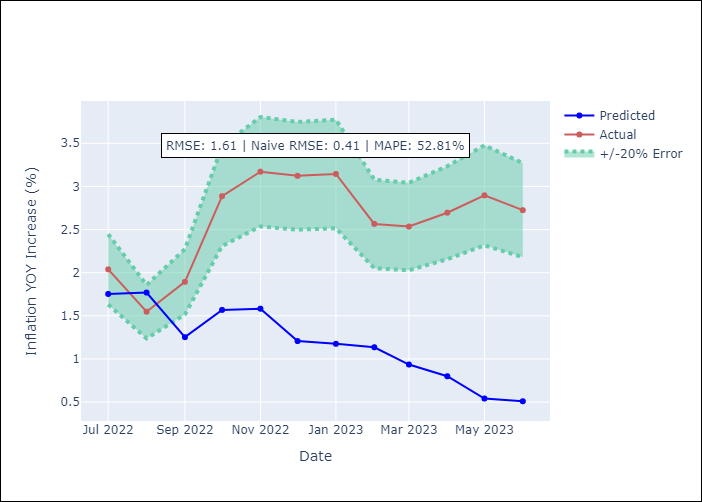 RMSE: 1.61 | Naive RMSE: 0.41 | MAPE: 52.81%
Predicted
Actual
+/-20% Error
Inflation YOY Increase (%)
3.5
3
2.5
2
1.5
1
0.5
Jul 2022
Sep 2022
Nov 2022
Jan 2023
Mar 2023
May 2023
Date